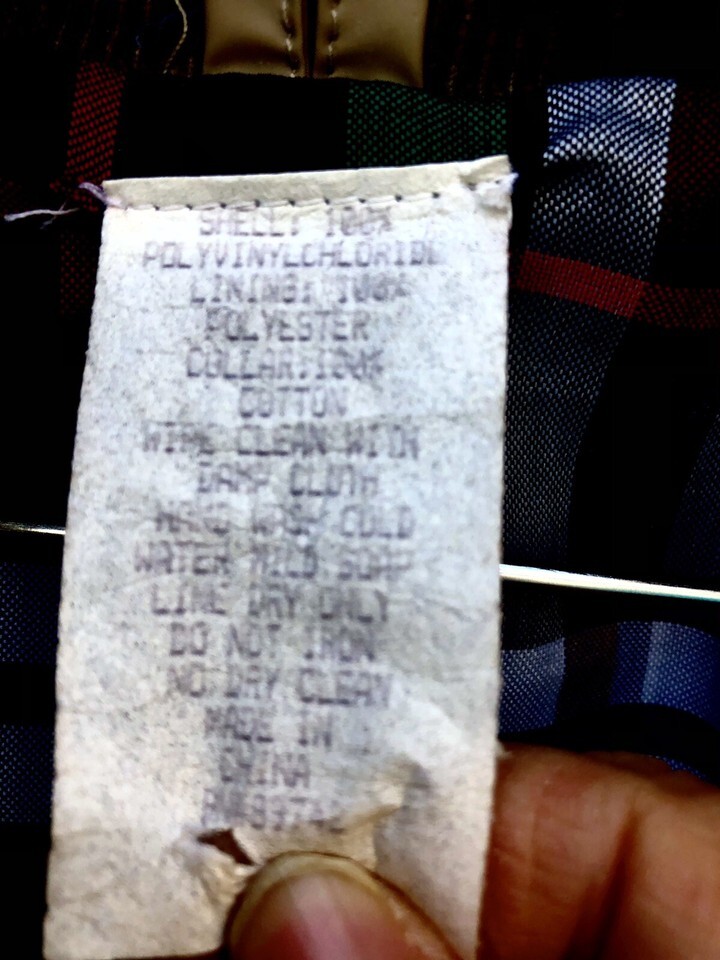 SHELL: 100%
POLYVINYLCHLORIDE
LINING: 100%
POLYESTER
COLLAR:100%
COTTON
WIPE CLEAN WITH
DAMP CLOTH
HAND WASH COLD
WATER MILD SOAP
LINE DRY ONLY
DO NOT IRON
NO DRY CLEAN
MADE IN
CHINA